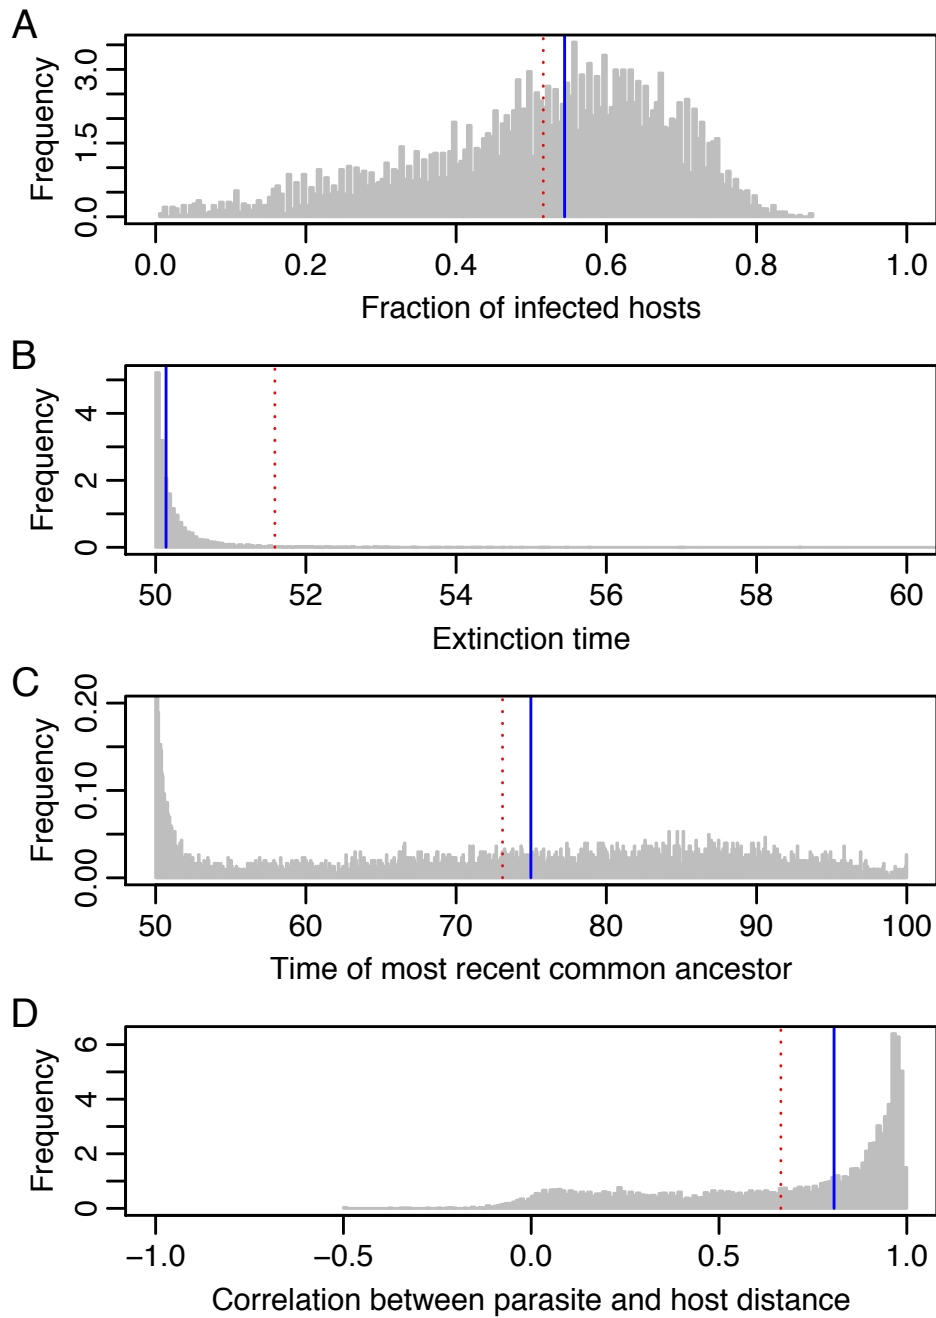 A
Frequency
0.0 1.5 3.0
0.0 0.2 0.4 0.6 0.8 1.0
Fraction of infected hosts
B
Frequency
0 2 4
50 52 54 56 58 60
Extinction time
C
Frequency
0.00 0.10 0.20
50 60 70 80 90 100
Time of most recent common ancestor
D
Frequency
0 2 4 6
−1.0 −0.5 0.0 0.5 1.0
Correlation between parasite and host distance